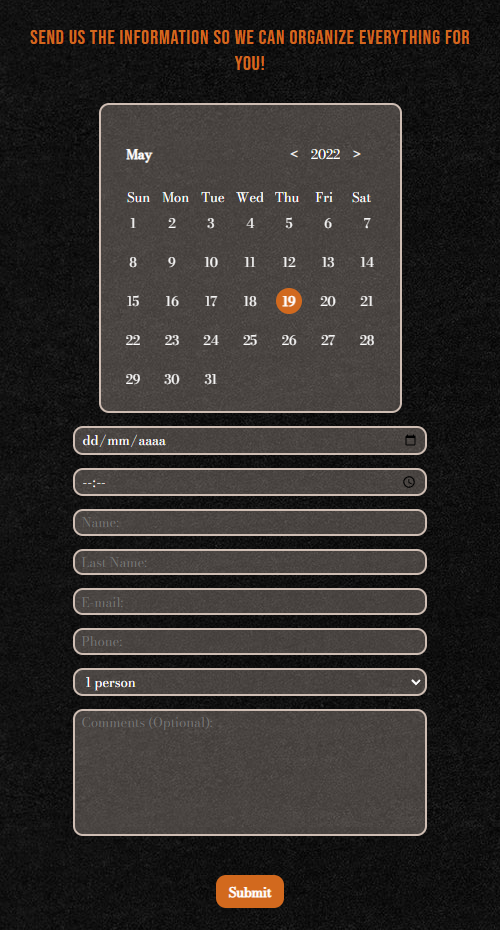 SEND US THE INFORMATION SO WE CAN ORGANIZE EVERYTHING FOR
YOU!
May < 2022 >
Sun Mon Tue Wed Thu Fri Sat
1 2 3 4 5 6 7
8 9 10 11 12 13 14
15 16 17 18 19 20 21
22 23 24 25 26 27 28
29 30 31
dd/mm/aaaa
--:--
Name:
Last Name:
E-mail:
Phone:
1 person
Comments (Optional):
Submit